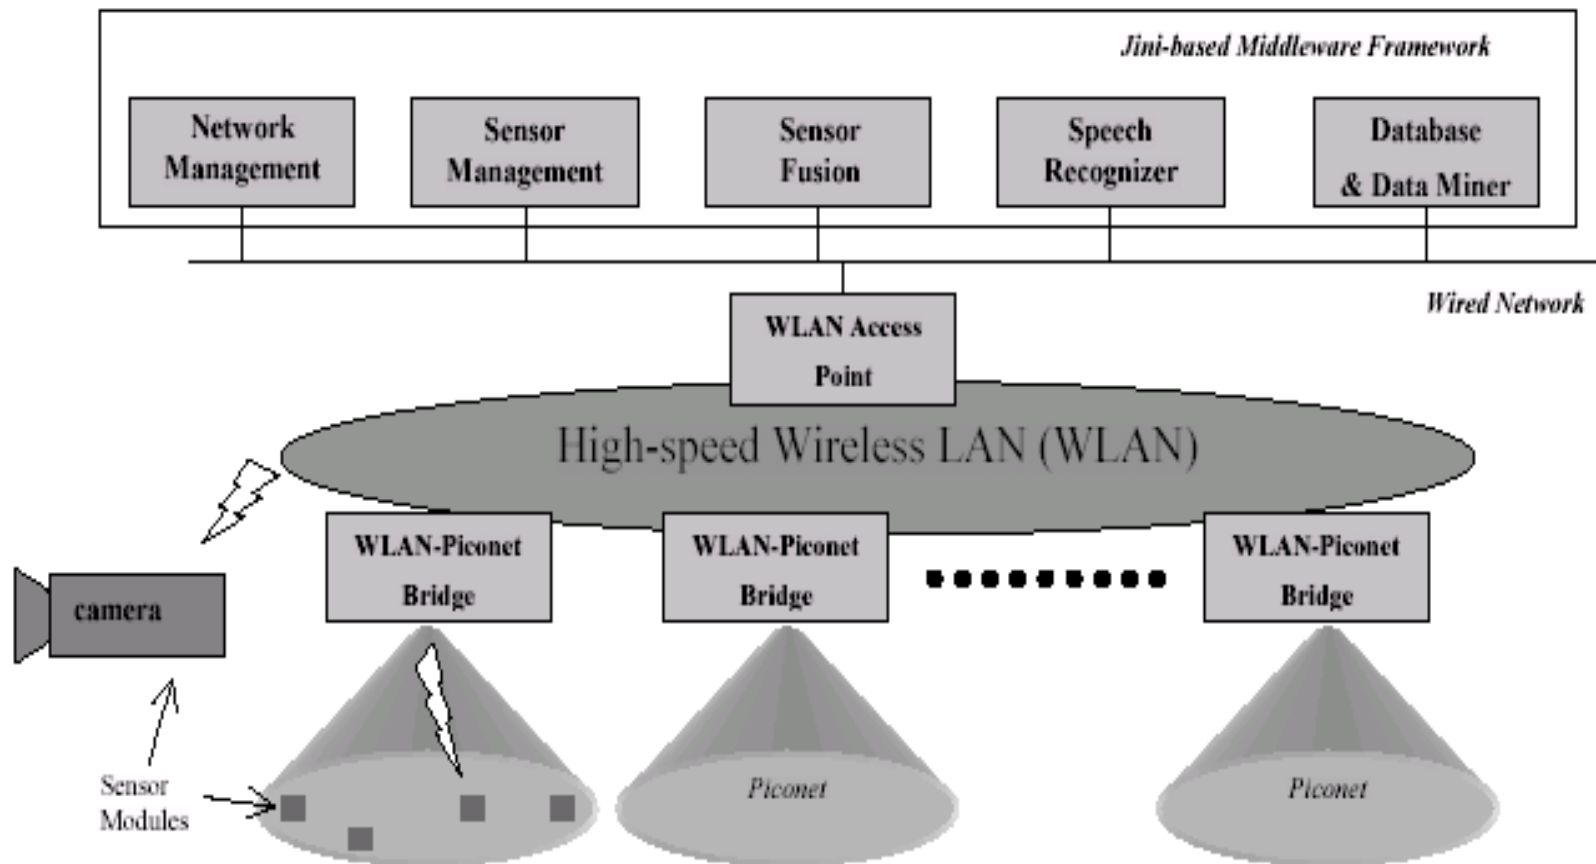 Jini-based Middleware Framework
Network
Management
Sensor
Management
Sensor
Fusion
Speech
Recognizer
Database
& Data Miner
Wired Network
WLAN Access
Point
High-speed Wireless LAN (WLAN)
WLAN-Piconet
Bridge
WLAN-Piconet
Bridge
WLAN-Piconet
Bridge
camera
Sensor
Modules
Piconet
Piconet